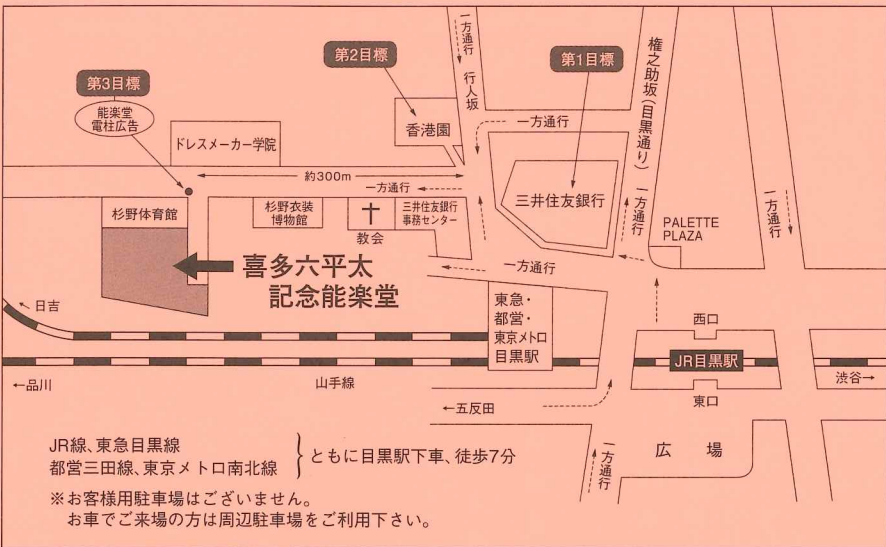 第3目標
能楽堂
電柱広告
ドレスメーカー学院
第2目標
香港園
一方通行
行人坂
第1目標
一方通行
三井住友銀行
権之助坂(目黒通り)
一方通行
一方通行
PALETTE
PLAZA
約300m
一方通行
杉野体育館
杉野衣裳
博物館
教会
三井住友銀行
事務センター
一方通行
喜多六平太
記念能楽堂
←日吉
東急・
都営・
東京メトロ
目黒駅
西口
JR目黒駅
東口
←品川
山手線
渋谷→
←五反田
広 場
一方通行
JR線、東急目黒線
都営三田線、東京メトロ南北線
ともに目黒駅下車、徒歩7分
※お客様用駐車場はございません。
お車でご来場の方は周辺駐車場をご利用下さい。